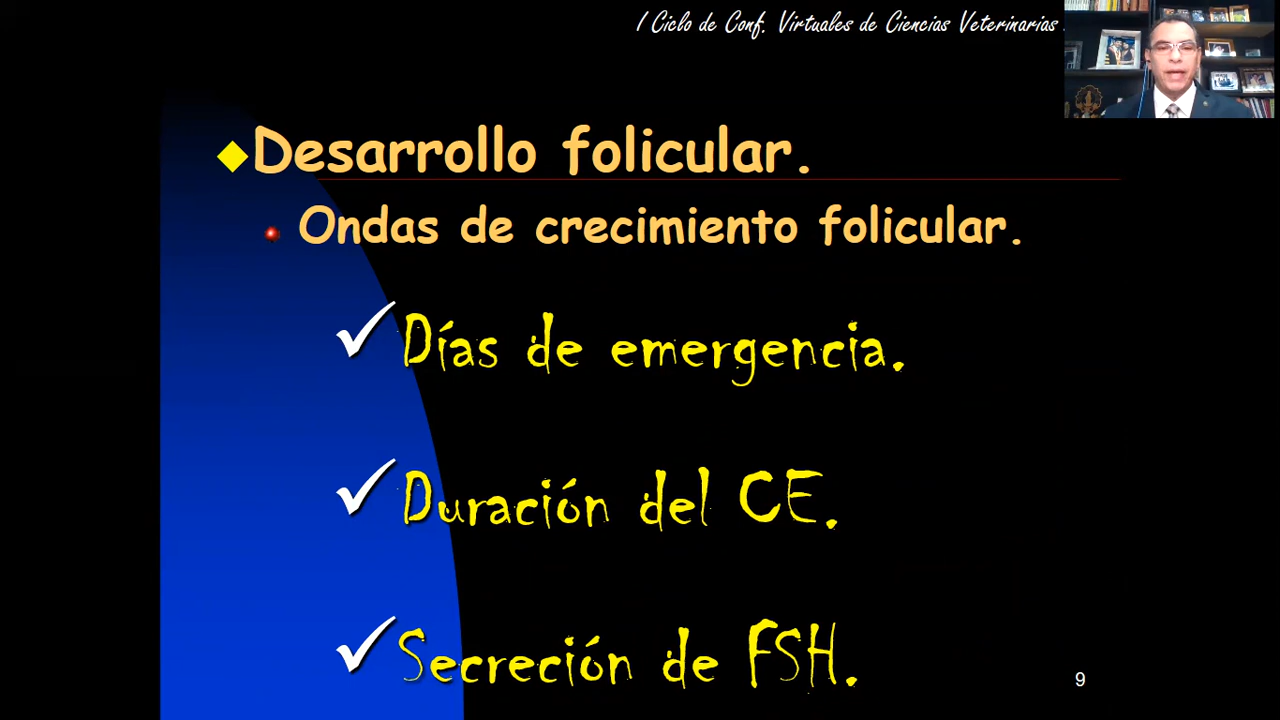 I Ciclo de Conf. Virtuales de Ciencias Veterinarias
Desarrollo folicular.
Ondas de crecimiento folicular.
Días de emergencia.
Duración del CE.
Secreción de FSH.
9